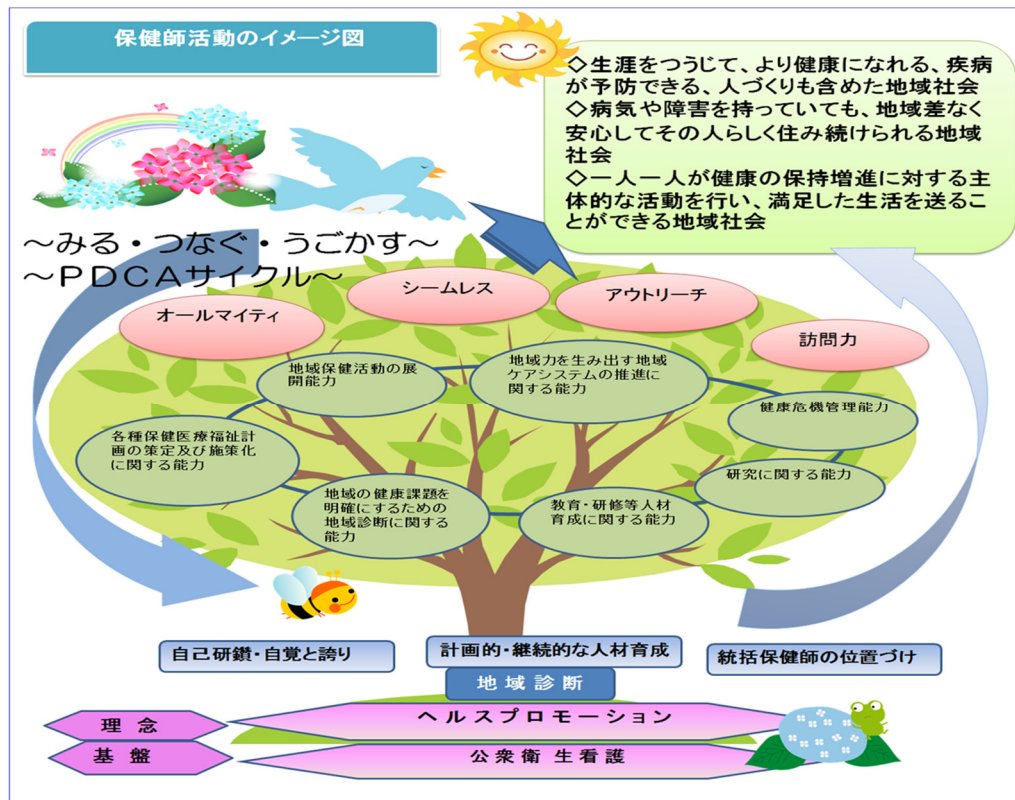 保健師活動のイメージ図
◇生涯をつうじて、より健康になれる、疾病
が予防できる、人づくりも含めた地域社会
◇病気や障害を持っていても、地域差なく
安心してその人らしく住み続けられる地域
社会
◇一人一人が健康の保持増進に対する主
体的な活動を行い、満足した生活を送るこ
とができる地域社会
～みる・つなぐ・うごかす～
～ＰＤＣＡサイクル～
オールマイティ
シームレス
アウトリーチ
訪問力
地域保健活動の展
開能力
地域力を生み出す地域
ケアシステムの推進に
関する能力
健康危機管理能力
各種保健医療福祉計
画の策定及び施策化
に関する能力
地域の健康課題を
明確にするための
地域診断に関する
能力
教育・研修等人材
育成に関する能力
研究に関する能力
自己研鑽・自覚と誇り
計画的・継続的な人材育成
統括保健師の位置づけ
地域診断
理念
ヘルスプロモーション
基盤
公衆衛生看護